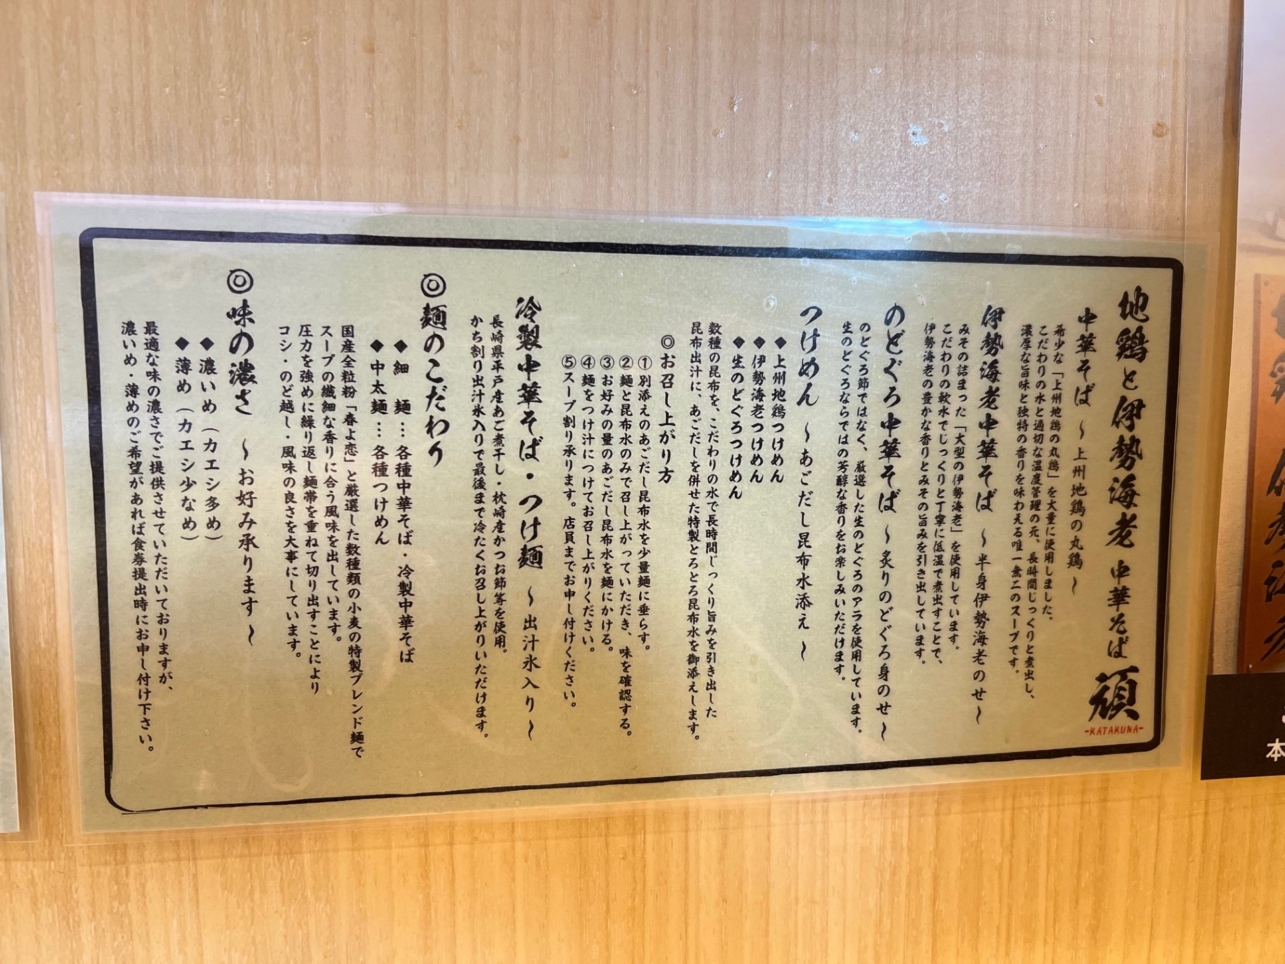 地鶏と伊勢海老 中華そば 頑
-KATAKUNA-
中華そば ～上州地鶏の丸鶏～
希少な「上州地鶏の丸鶏」を大量に使用しました。
こだわりの水と適切な温度管理の元、長時間じっくりと煮出し、
濃厚な旨味と独特の香りを味わえる唯一無二のスープです。
伊勢海老中華そば ～半身伊勢海老のせ～
みその詰まった「大型の伊勢海老」を使用しています。
こだわりの軟水でじっくりと丁寧に低温で煮出すことで、
伊勢海老の豊かな香りとみその旨みを引き出しています。
のどぐろ中華そば ～炙りのどぐろ身のせ～
のどぐろ節ではなく、厳選した生のどぐろのアラを使用しています。
生のどぐろならではの芳醇な香りをお楽しみいただけます。
つけめん ～あごだし昆布水添え～
◆上州地鶏つけめん
◆伊勢海老つけめん
◆生のどぐろつけめん
数種の昆布を、こだわりの水で長時間じっくり旨みを引き出した
昆布出汁に、あごだしを併せた特製とろとろ昆布水を御添えします。
◎お召し上がり方
①別添えのあごだし昆布水を少量麺に垂らす。
②麺と昆布水のみで召し上がっていただき、味を確認する。
③お好みの量のあごだし昆布水を麺にかける。
④麺をつけ汁につけてお召し上がりください。
⑤スープ割り承ります。店員までお申し付けください。
冷製中華そば・つけ麺 ～出汁氷入り～
長崎県平戸産あご煮干し・枕崎産かつお節等を使用。
かち割り出汁氷入りで最後まで冷たくお召し上がりいただけます。
◎麺のこだわり
◆細 麺…各種中華そば・冷製中華そば
◆中太麺…各種つけめん
国産全粒粉「春よ恋」と厳選した数種類の小麦の特製ブレンド麺で
スープの繊細な香りに合う風味を出しています。
圧力を強めに繰り返し麺帯を重ねて切り出すことにより
コシ・のど越し・風味の良さを大事にしています。
◎味の濃さ ～お好み承ります～
◆濃いめ（カエシ多め）
◆薄め（カエシ少なめ）
最適な味の濃さでご提供させていただいておりますが、
濃いめ・薄めのご希望があれば食券提出時にお申し付け下さい。
本